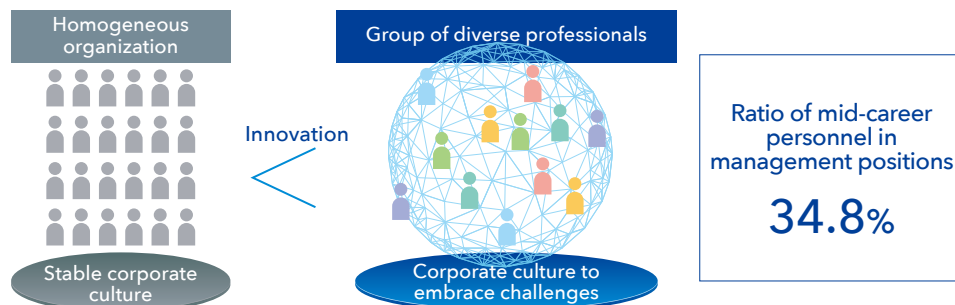 Homogeneous
organization
Stable corporate
culture
Innovation
Group of diverse professionals
Corporate culture to
embrace challenges
Ratio of mid-career
personnel in
management positions
34.8%